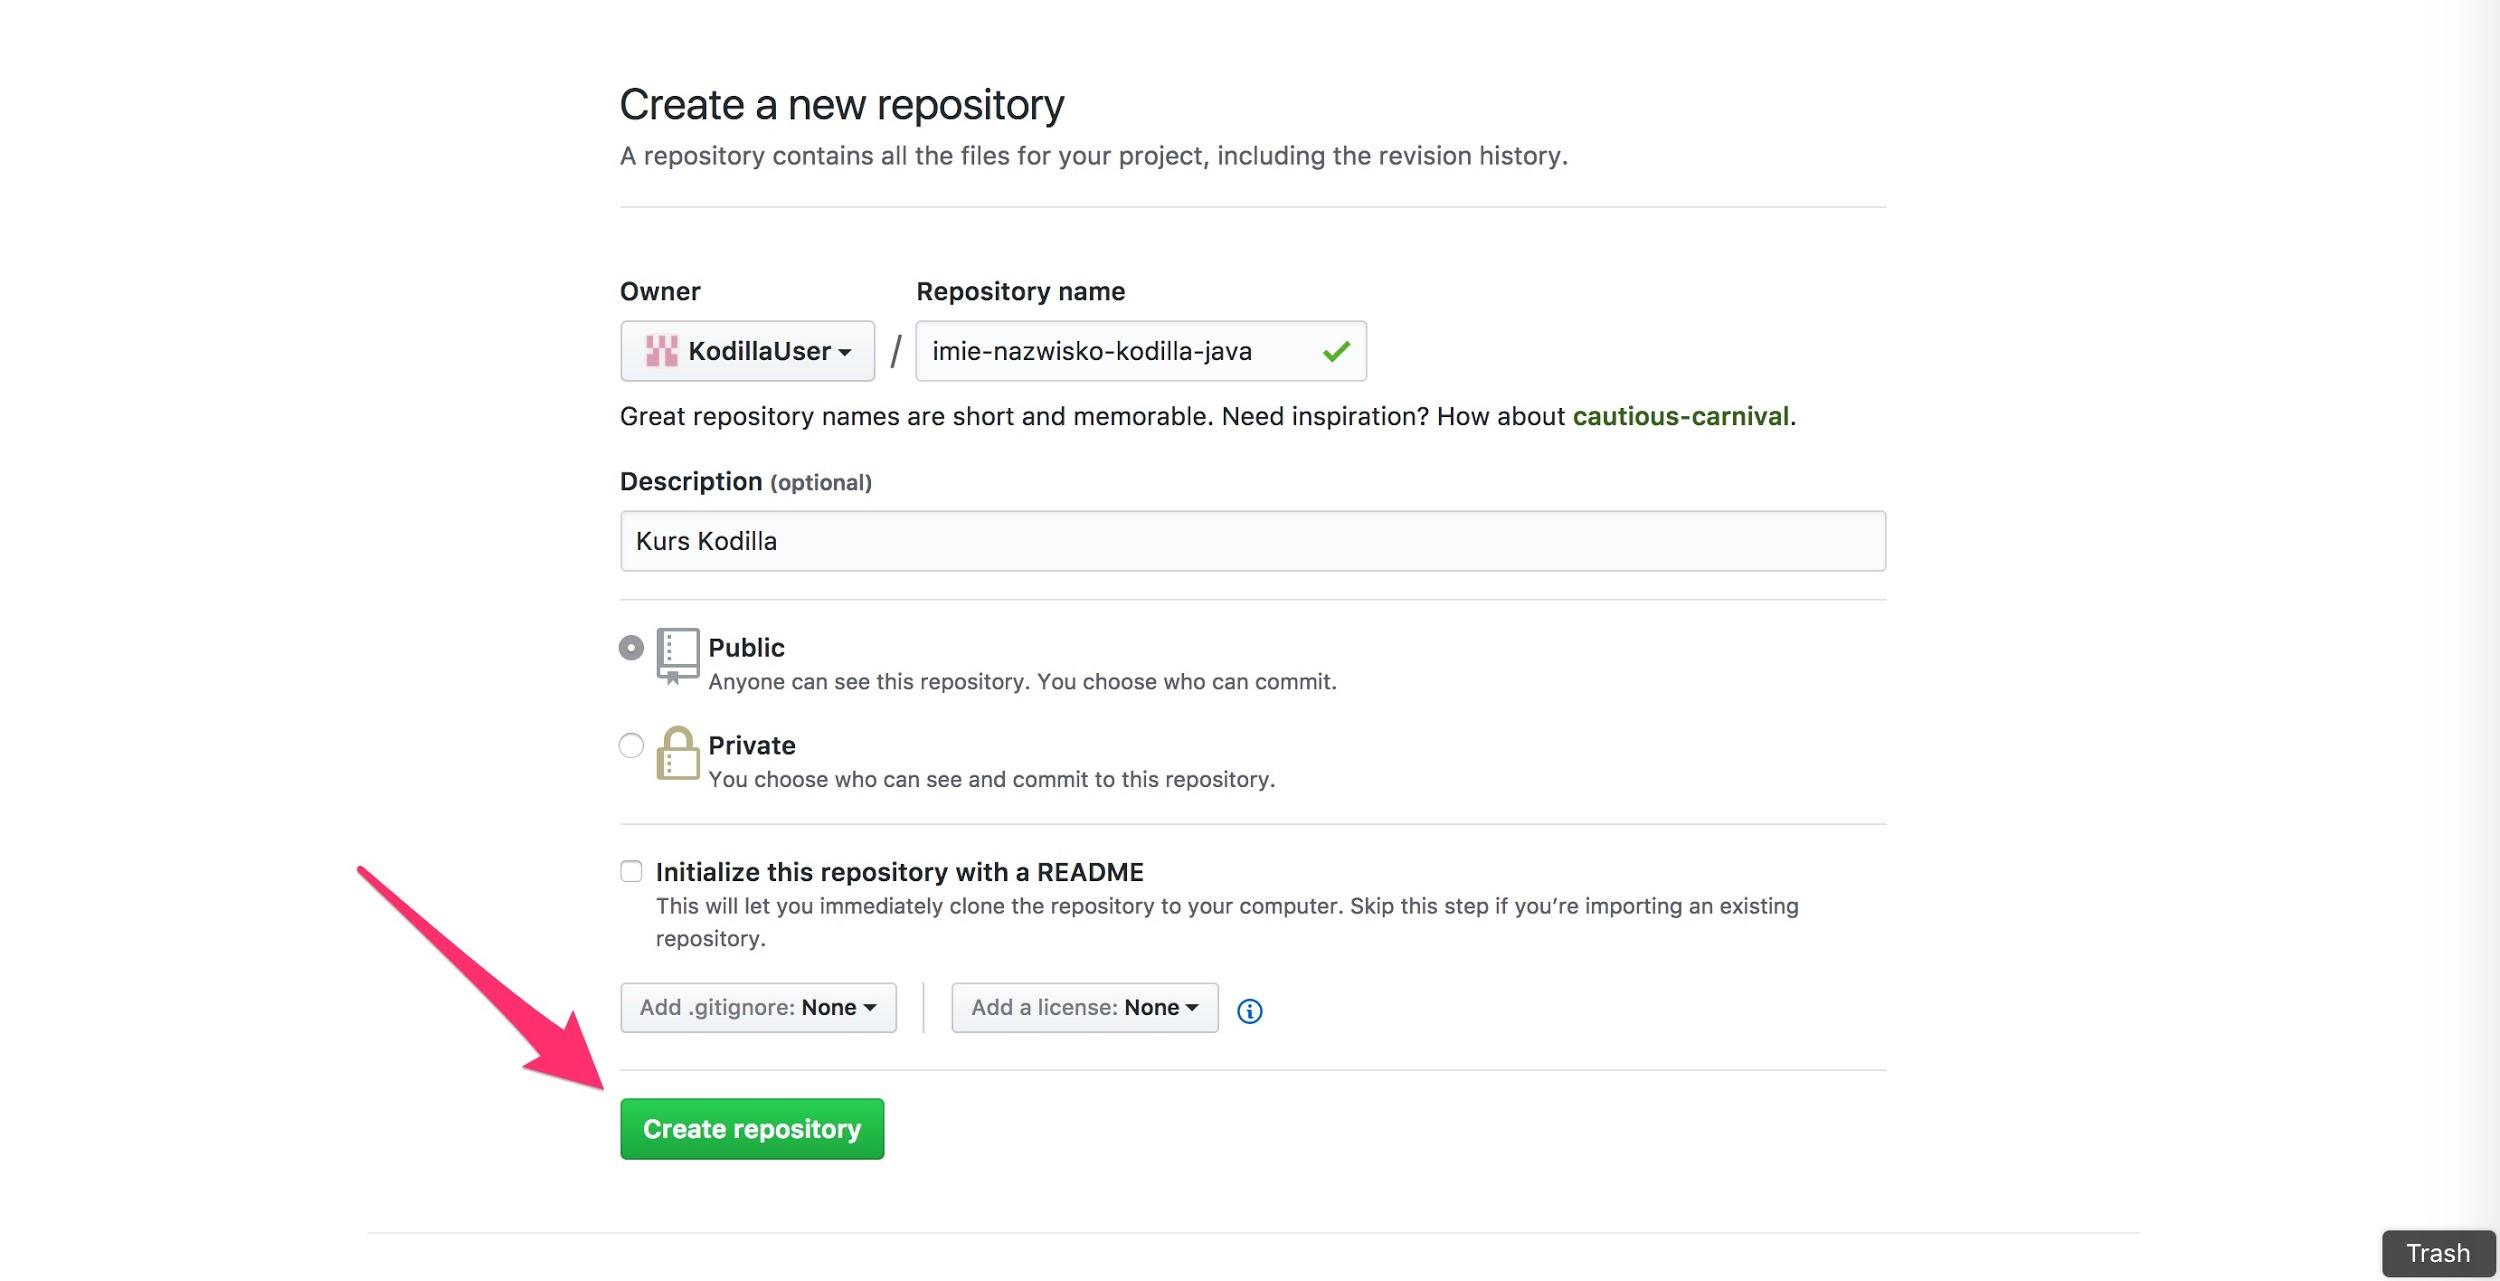 Create a new repository
A repository contains all the files for your project, including the revision history.
Owner
Repository name
KodillaUser / imie-nazwisko-kodilla-java
Great repository names are short and memorable. Need inspiration? How about cautious-carnival.
Description (optional)
Kurs Kodilla
Public
Anyone can see this repository. You choose who can commit.
Private
You choose who can see and commit to this repository.
Initialize this repository with a README
This will let you immediately clone the repository to your computer. Skip this step if you’re importing an existing
repository.
Add .gitignore: None
Add a license: None
Create repository
Trash